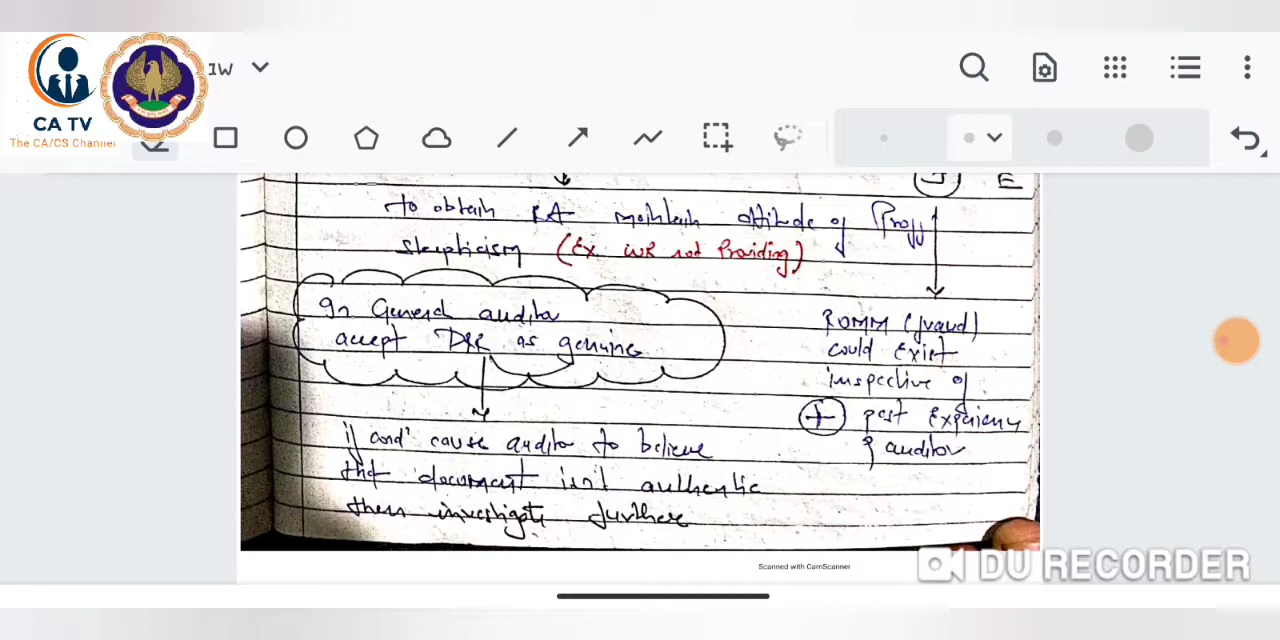 1W
CA TV
The CA/CS Channel
J E
to obtain RA maintain attitude of Proff
skepticism (Ex. WR not Providing)
In General auditor
accept D&R as genuine
ROMM (fraud)
could Exist
irrespective of
+ past Experience
of auditor
if cond' cause auditor to believe
that document isn't authentic
then investigate further
Scanned with CamScanner
DU RECORDER